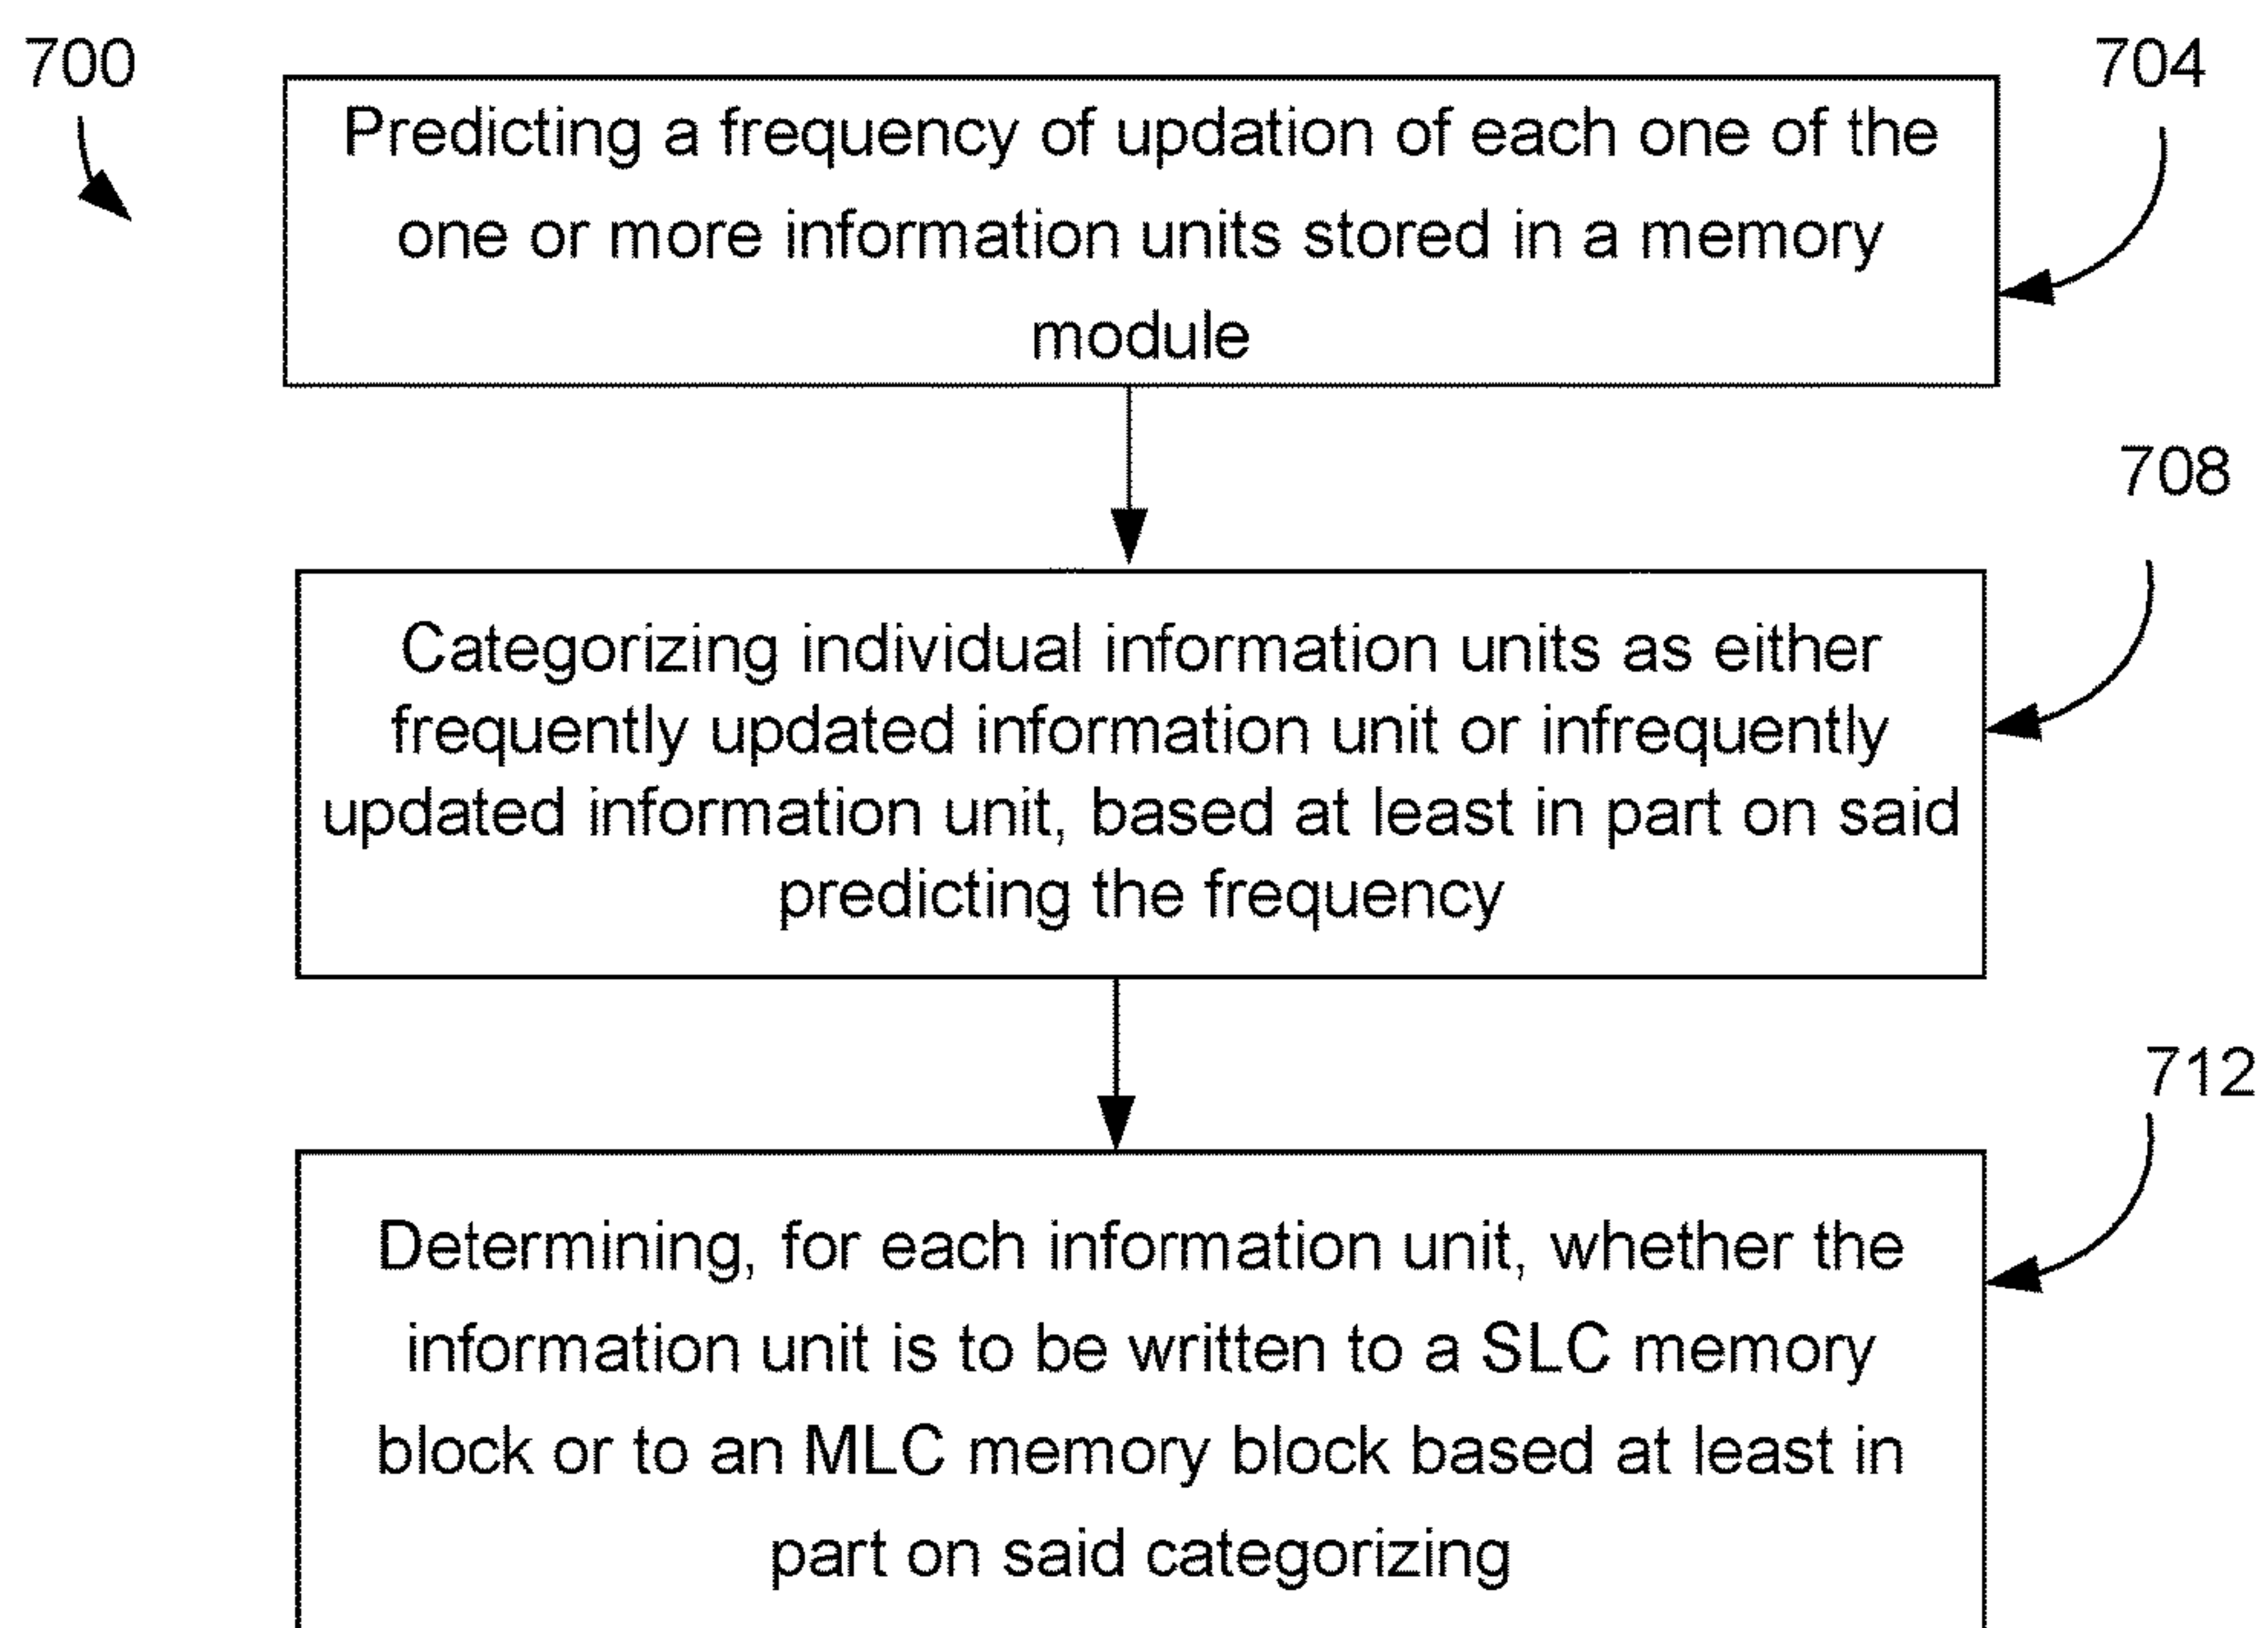 700
704
Predicting a frequency of updation of each one of the
one or more information units stored in a memory
module
708
Categorizing individual information units as either
frequently updated information unit or infrequently
updated information unit, based at least in part on said
predicting the frequency
712
Determining, for each information unit, whether the
information unit is to be written to a SLC memory
block or to an MLC memory block based at least in
part on said categorizing